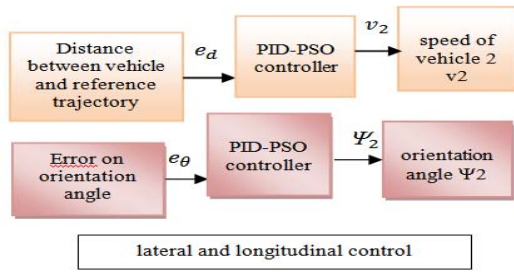 Distance
between vehicle
and reference
trajectory
e_d
PID-PSO
controller
v_2
speed of
vehicle 2
v2
Error on
orientation
angle
e_θ
PID-PSO
controller
Ψ_2
orientation
angle Ψ2
lateral and longitudinal control